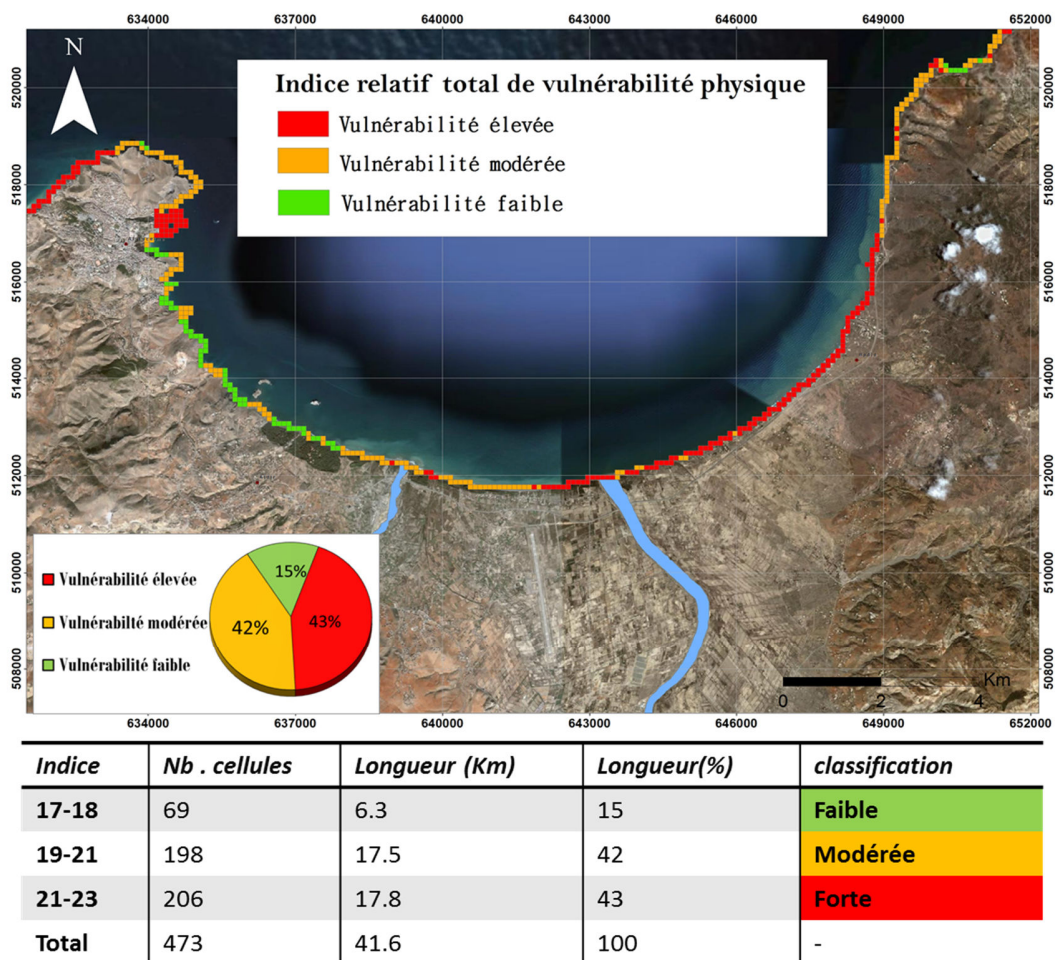 634000 637000 640000 643000 646000 649000 652000
N
Indice relatif total de vulnérabilité physique
Vulnérabilité élevée
Vulnérabilité modérée
Vulnérabilité faible
520000
518000
516000
514000
512000
510000
508000
520000
518000
516000
514000
512000
510000
508000
Vulnérabilité élevée
Vulnérabilté modérée
Vulnérabilité faible
15%
42%
43%
Km
0 2 4
634000 637000 640000 643000 646000 649000 652000
Indice Nb . cellules Longueur (Km) Longueur(%) classification
17-18 69 6.3 15 Faible
19-21 198 17.5 42 Modérée
21-23 206 17.8 43 Forte
Total 473 41.6 100 -